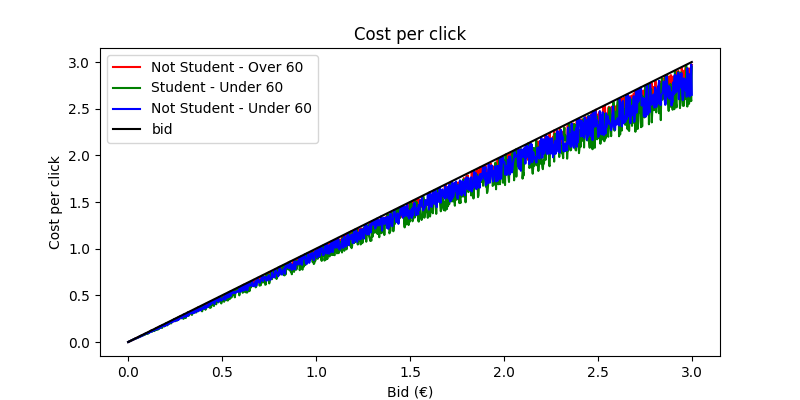 Cost per click
Not Student - Over 60
Student - Under 60
Not Student - Under 60
bid
Cost per click
3.0
2.5
2.0
1.5
1.0
0.5
0.0
0.0 0.5 1.0 1.5 2.0 2.5 3.0
Bid (€)